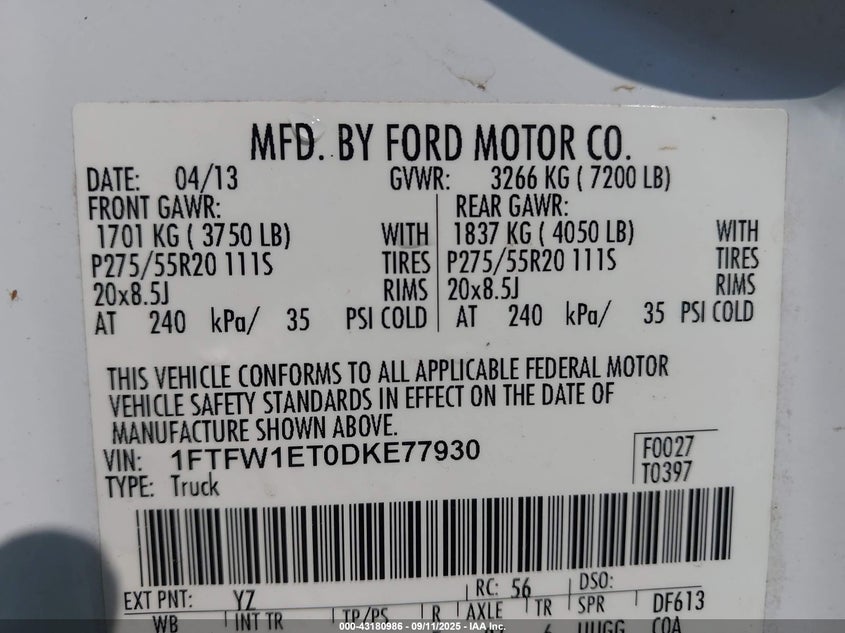 MFD. BY FORD MOTOR CO.
DATE: 04/13 GVWR: 3266 KG ( 7200 LB)
FRONT GAWR: REAR GAWR:
1701 KG ( 3750 LB) WITH 1837 KG ( 4050 LB) WITH
P275/55R20 111S TIRES P275/55R20 111S TIRES
20x8.5J RIMS 20x8.5J RIMS
AT 240 kPa/ 35 PSI COLD AT 240 kPa/ 35 PSI COLD
THIS VEHICLE CONFORMS TO ALL APPLICABLE FEDERAL MOTOR
VEHICLE SAFETY STANDARDS IN EFFECT ON THE DATE OF
MANUFACTURE SHOWN ABOVE.
VIN: 1FTFW1ET0DKE77930 F0027
TYPE: Truck T0397
EXT PNT: YZ RC: 56 DSO:
WB INT TR TP/PS R AXLE TR SPR DF613
6
000-43180986 - 09/11/2025 - IAA, Inc.